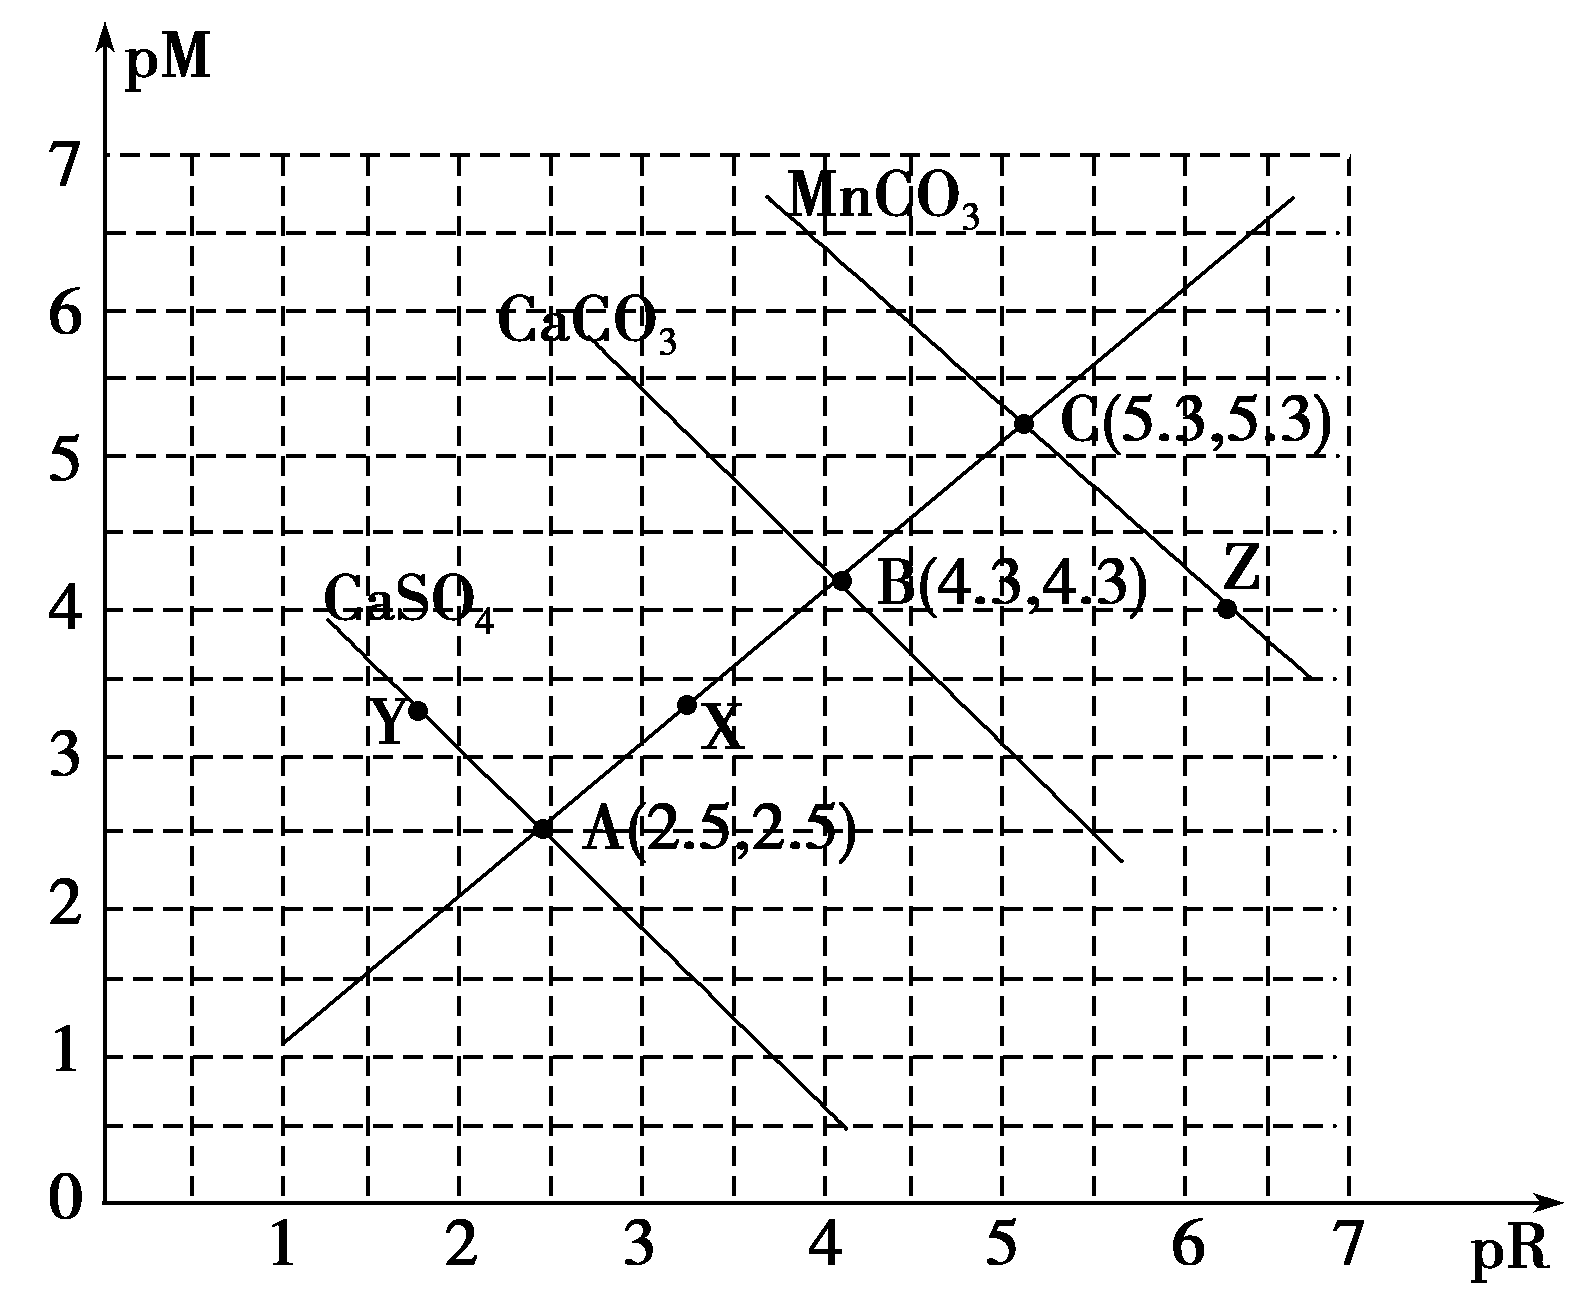 pM
7
MnCO₃
6
CaCO₃
C(5.3,5.3)
5
Z
B(4.3,4.3)
CaSO₄
4
Y
X
3
A(2.5,2.5)
2
1
0
1 2 3 4 5 6 7 pR